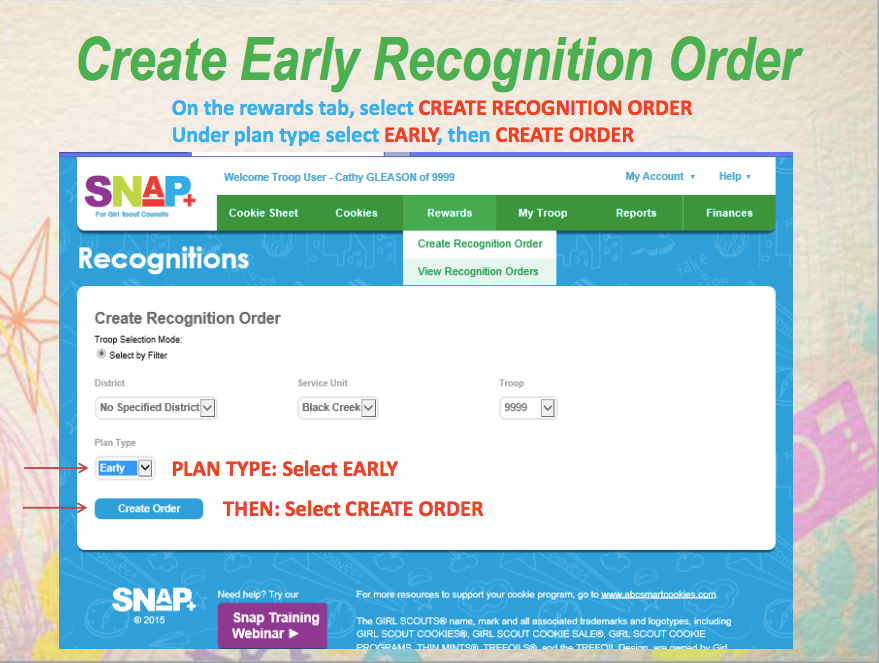 Create Early Recognition Order
On the rewards tab, select CREATE RECOGNITION ORDER
Under plan type select EARLY, then CREATE ORDER
SNAP+
For Girl Scout Councils
Welcome Troop User - Cathy GLEASON of 9999
My Account ▼ Help ▼
Cookie Sheet Cookies Rewards My Troop Reports Finances
Create Recognition Order
View Recognition Orders
Recognitions
Create Recognition Order
Troop Selection Mode:
Select by Filter
District Service Unit Troop
No Specified District Black Creek 9999
Plan Type
Early PLAN TYPE: Select EARLY
Create Order THEN: Select CREATE ORDER
SNAP+
© 2015
Need help? Try our
Snap Training
Webinar ▶
For more resources to support your cookie program, go to www.abcsmartcookies.com.
The GIRL SCOUTS® name, mark and all associated trademarks and logotypes, including
GIRL SCOUT COOKIES®, GIRL SCOUT COOKIE SALE®, GIRL SCOUT COOKIE
PROGRAMS, THIN MINTS®, TREFOILS®, and the TREFOIL Design, are owned by Girl